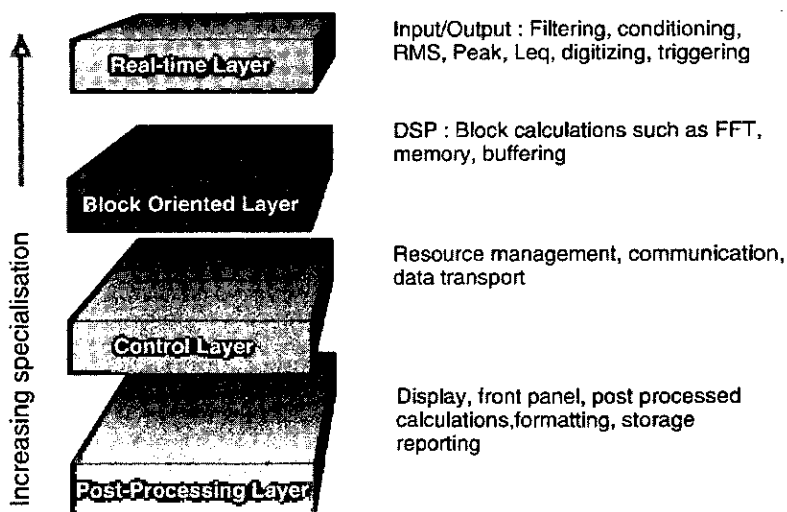 Real-time Layer
Input/Output : Filtering, conditioning,
RMS, Peak, Leq, digitizing, triggering
Block Oriented Layer
DSP : Block calculations such as FFT,
memory, buffering
Control Layer
Resource management, communication,
data transport
Post-Processing Layer
Display, front panel, post processed
calculations,formatting, storage
reporting
Increasing specialisation